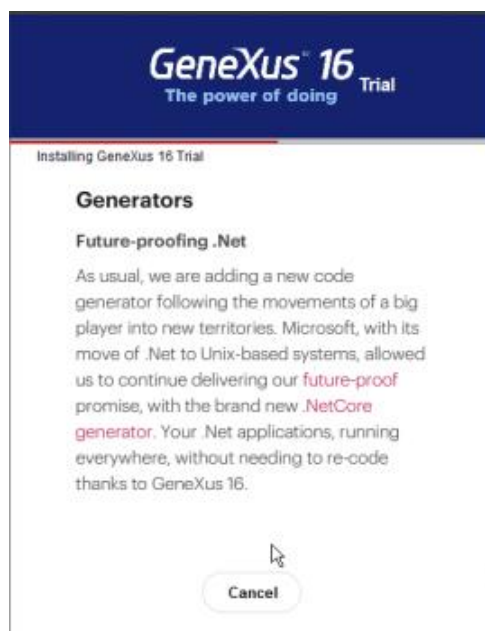 GeneXus™ 16 Trial
The power of doing
Installing GeneXus 16 Trial
Generators
Future-proofing .Net
As usual, we are adding a new code
generator following the movements of a big
player into new territories. Microsoft, with its
move of .Net to Unix-based systems, allowed
us to continue delivering our future-proof
promise, with the brand new .NetCore
generator. Your .Net applications, running
everywhere, without needing to re-code
thanks to GeneXus 16.
Cancel